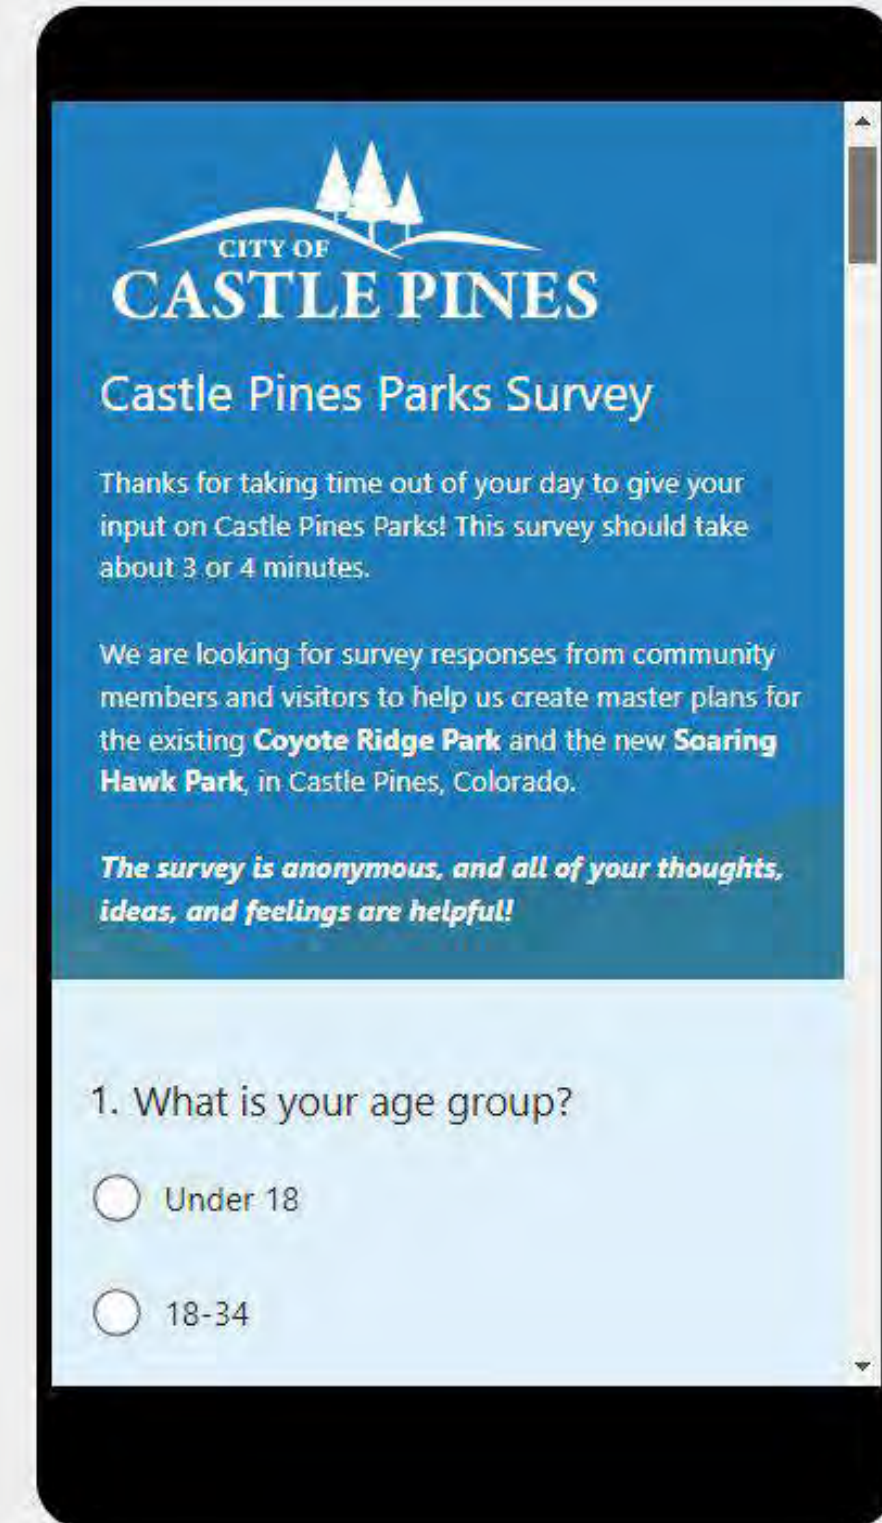 CITY OF
CASTLE PINES
Castle Pines Parks Survey
Thanks for taking time out of your day to give your
input on Castle Pines Parks! This survey should take
about 3 or 4 minutes.
We are looking for survey responses from community
members and visitors to help us create master plans for
the existing Coyote Ridge Park and the new Soaring
Hawk Park, in Castle Pines, Colorado.
The survey is anonymous, and all of your thoughts,
ideas, and feelings are helpful!
1. What is your age group?
Under 18
18-34